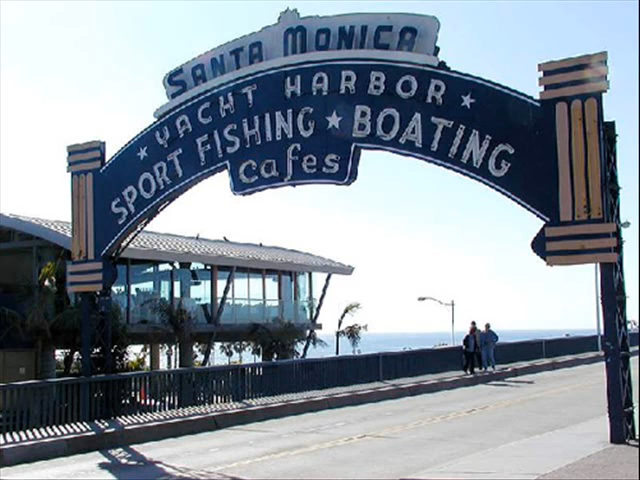 Santa Monica
★ Yacht Harbor ★
Sport Fishing ★ Boating
Cafes